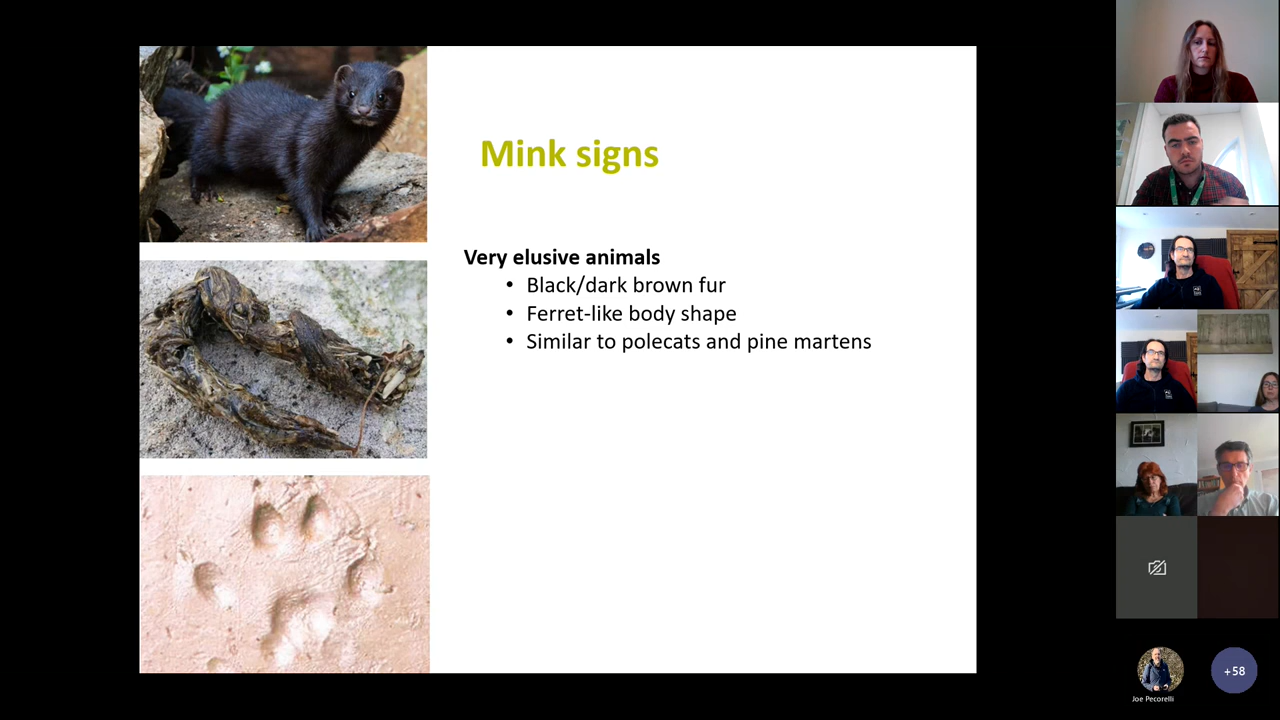 Mink signs
Very elusive animals
• Black/dark brown fur
• Ferret-like body shape
• Similar to polecats and pine martens
Joe Pecorelli
+58